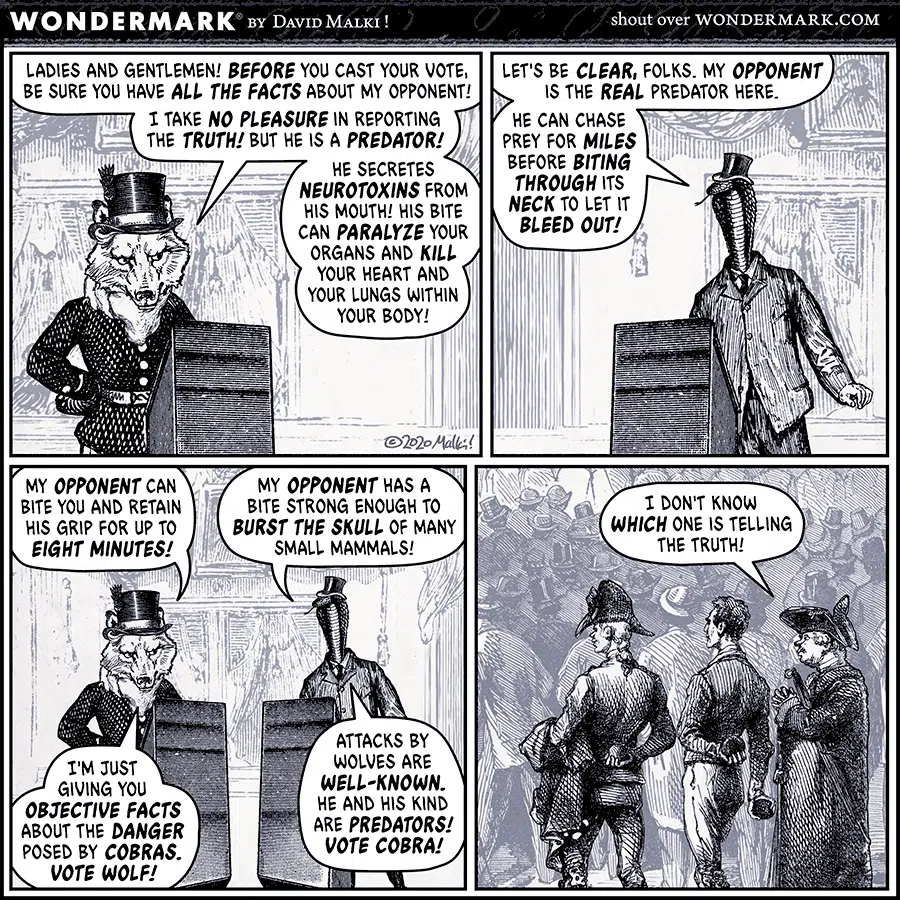 WONDERMARK® BY DAVID MALKI !
shout over WONDERMARK.COM
LADIES AND GENTLEMEN! BEFORE YOU CAST YOUR VOTE,
BE SURE YOU HAVE ALL THE FACTS ABOUT MY OPPONENT!
I TAKE NO PLEASURE IN REPORTING
THE TRUTH! BUT HE IS A PREDATOR!
HE SECRETES
NEUROTOXINS FROM
HIS MOUTH! HIS BITE
CAN PARALYZE YOUR
ORGANS AND KILL
YOUR HEART AND
YOUR LUNGS WITHIN
YOUR BODY!
©2020 Malki!
LET'S BE CLEAR, FOLKS. MY OPPONENT
IS THE REAL PREDATOR HERE.
HE CAN CHASE
PREY FOR MILES
BEFORE BITING
THROUGH ITS
NECK TO LET IT
BLEED OUT!
MY OPPONENT CAN
BITE YOU AND RETAIN
HIS GRIP FOR UP TO
EIGHT MINUTES!
MY OPPONENT HAS A
BITE STRONG ENOUGH TO
BURST THE SKULL OF MANY
SMALL MAMMALS!
I'M JUST
GIVING YOU
OBJECTIVE FACTS
ABOUT THE DANGER
POSED BY COBRAS.
VOTE WOLF!
ATTACKS BY
WOLVES ARE
WELL-KNOWN.
HE AND HIS KIND
ARE PREDATORS!
VOTE COBRA!
I DON'T KNOW
WHICH ONE IS TELLING
THE TRUTH!